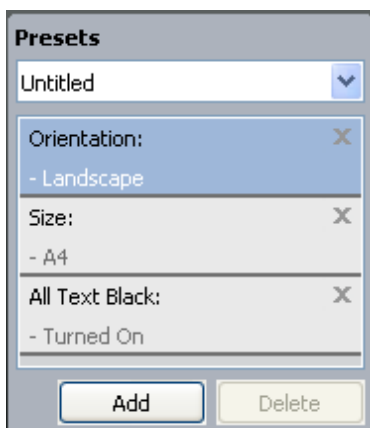 Presets
Untitled
Orientation:
- Landscape
Size:
- A4
All Text Black:
- Turned On
Add Delete